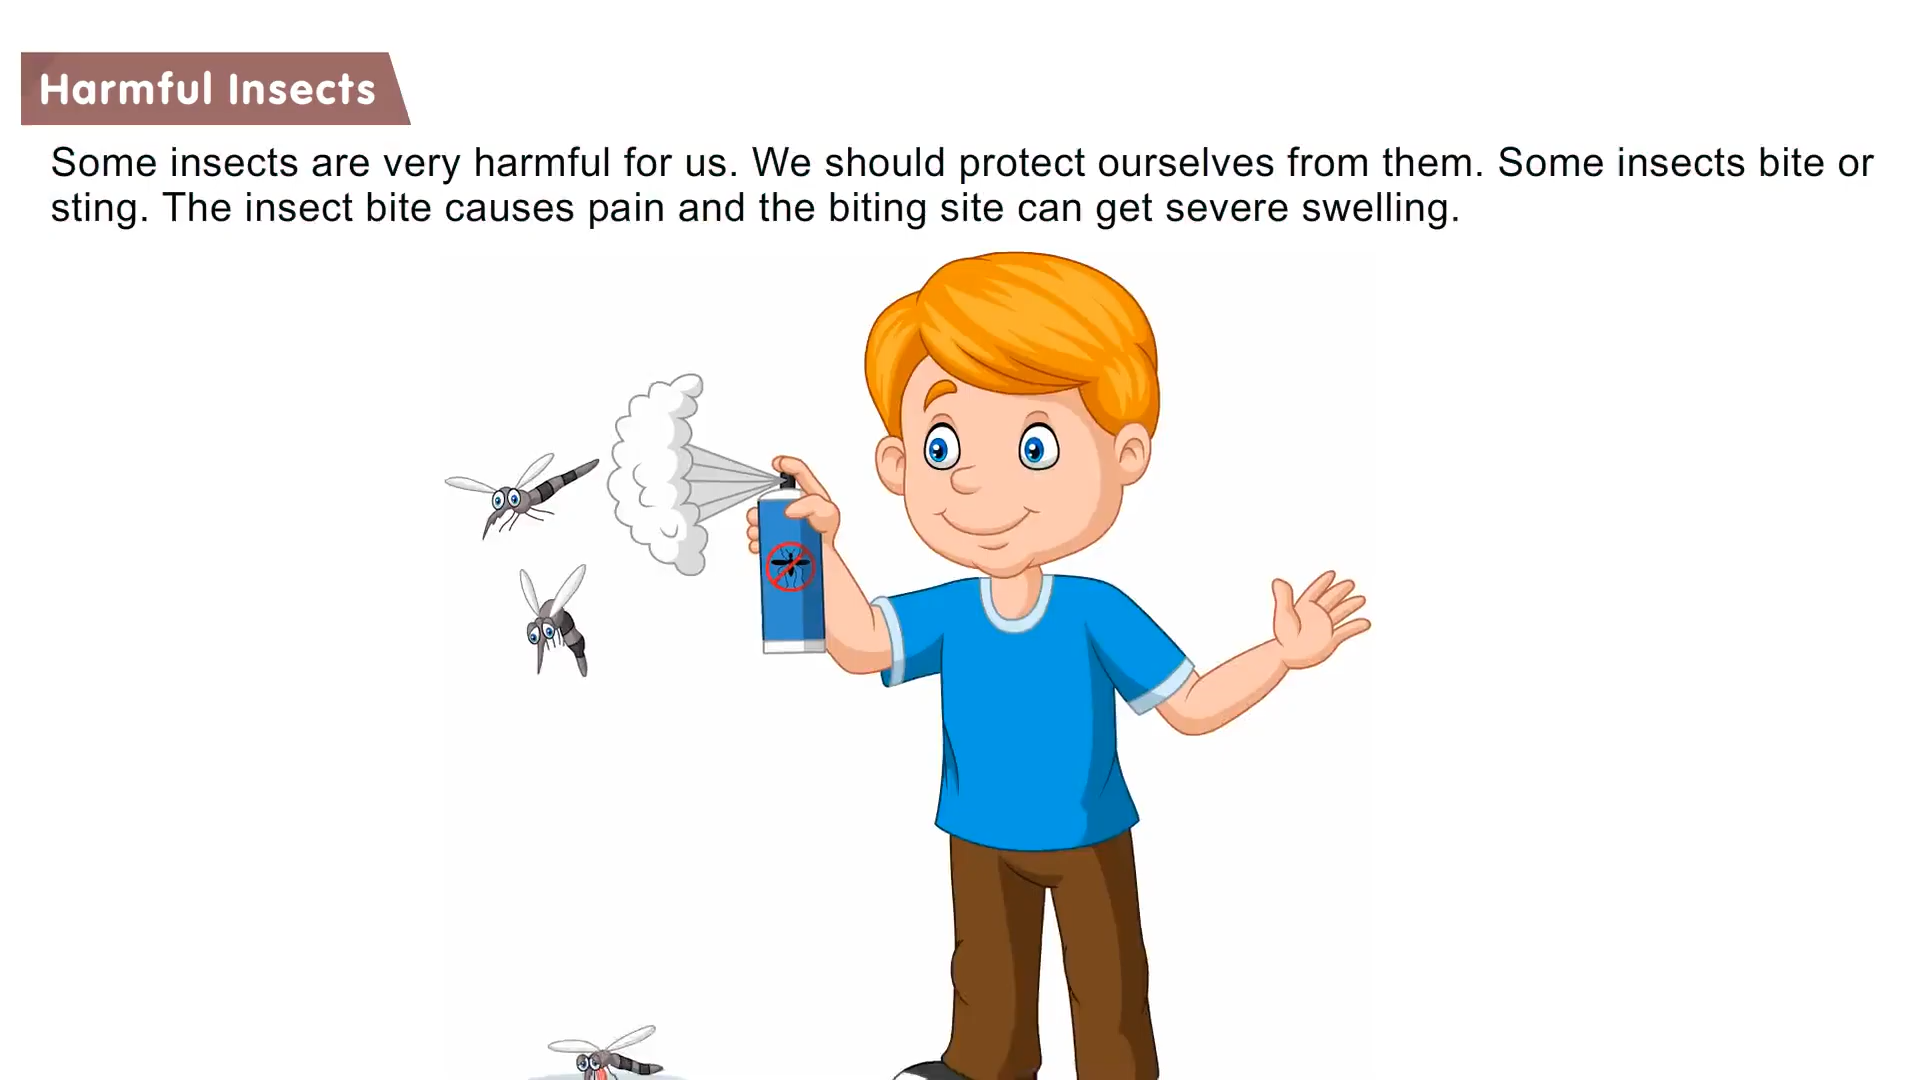 Harmful Insects
Some insects are very harmful for us. We should protect ourselves from them. Some insects bite or
sting. The insect bite causes pain and the biting site can get severe swelling.